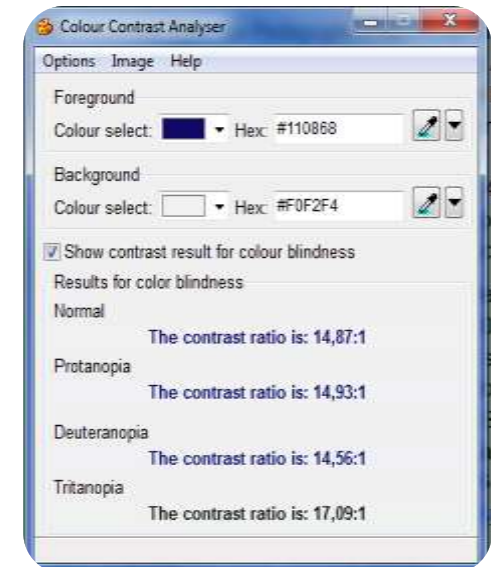 Colour Contrast Analyser
Options Image Help
Foreground
Colour select: Hex: #110868
Background
Colour select: Hex: #F0F2F4
Show contrast result for colour blindness
Results for color blindness
Normal
The contrast ratio is: 14,87:1
Protanopia
The contrast ratio is: 14,93:1
Deuteranopia
The contrast ratio is: 14,56:1
Tritanopia
The contrast ratio is: 17,09:1